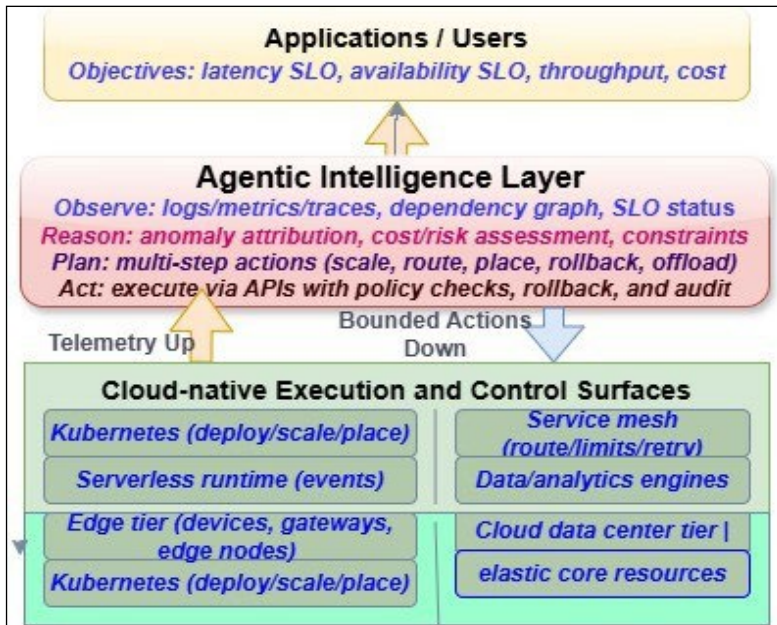 Applications / Users
Objectives: latency SLO, availability SLO, throughput, cost
Agentic Intelligence Layer
Observe: logs/metrics/traces, dependency graph, SLO status
Reason: anomaly attribution, cost/risk assessment, constraints
Plan: multi-step actions (scale, route, place, rollback, offload)
Act: execute via APIs with policy checks, rollback, and audit
Telemetry Up
Bounded Actions
Down
Cloud-native Execution and Control Surfaces
Kubernetes (deploy/scale/place)
Serverless runtime (events)
Service mesh
(route/limits/retry)
Data/analytics engines
Edge tier (devices, gateways,
edge nodes)
Kubernetes (deploy/scale/place)
Cloud data center tier |
elastic core resources